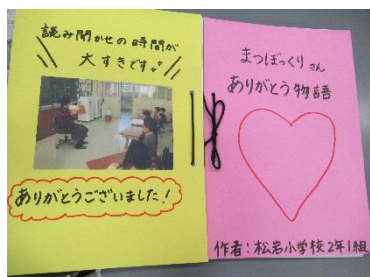 読み聞かせの時間が
大すきです♪
ありがとうございました！
まつぼっくりさん
ありがとう物語
作者：松岩小学校2年1組